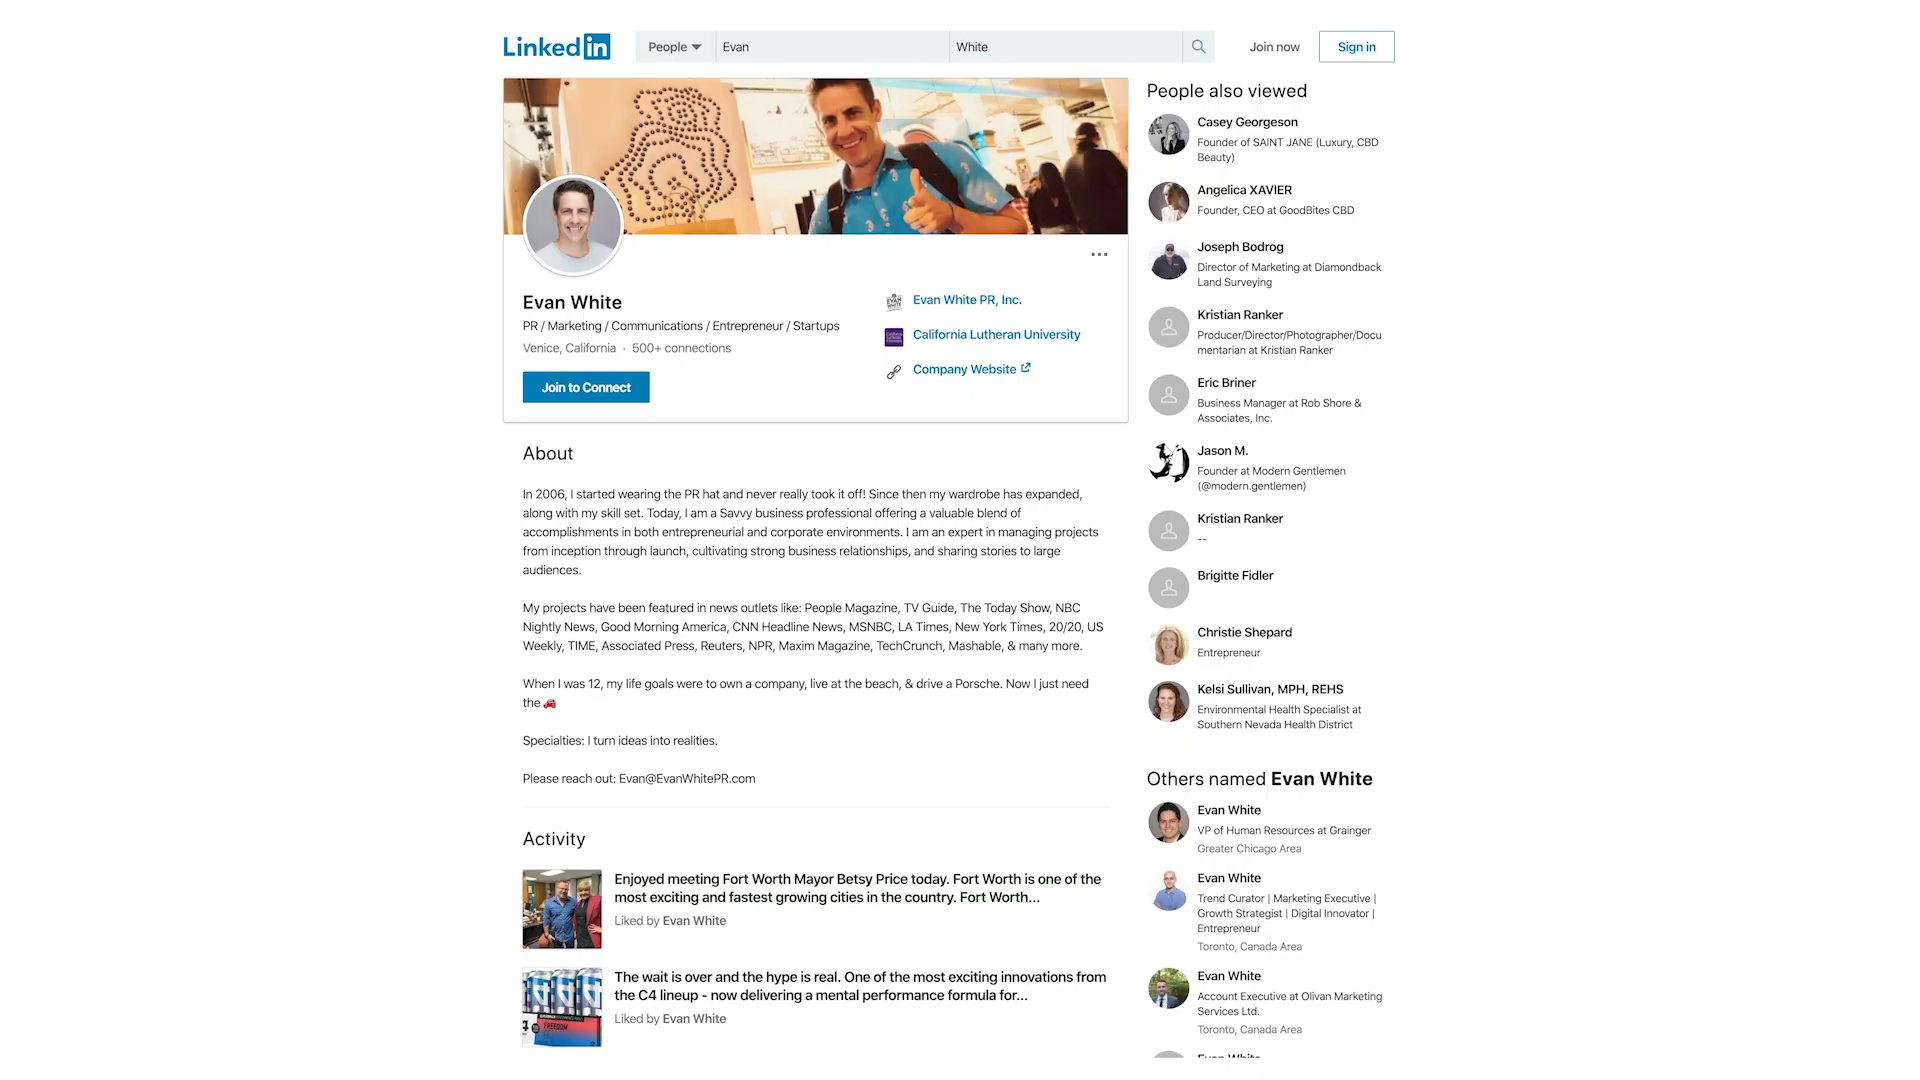 Linked in
People
Evan
White
Join now
Sign in
Evan White
PR / Marketing / Communications / Entrepreneur / Startups
Venice, California · 500+ connections
Join to Connect
Evan White PR, Inc.
California Lutheran University
Company Website
About
In 2006, I started wearing the PR hat and never really took it off! Since then my wardrobe has expanded,
along with my skill set. Today, I am a Savvy business professional offering a valuable blend of
accomplishments in both entrepreneurial and corporate environments. I am an expert in managing projects
from inception through launch, cultivating strong business relationships, and sharing stories to large
audiences.
My projects have been featured in news outlets like: People Magazine, TV Guide, The Today Show, NBC
Nightly News, Good Morning America, CNN Headline News, MSNBC, LA Times, New York Times, 20/20, US
Weekly, TIME, Associated Press, Reuters, NPR, Maxim Magazine, TechCrunch, Mashable, & many more.
When I was 12, my life goals were to own a company, live at the beach, & drive a Porsche. Now I just need
the 🚗
Specialties: I turn ideas into realities.
Please reach out: Evan@EvanWhitePR.com
Activity
Enjoyed meeting Fort Worth Mayor Betsy Price today. Fort Worth is one of the
most exciting and fastest growing cities in the country. Fort Worth...
Liked by Evan White
The wait is over and the hype is real. One of the most exciting innovations from
the C4 lineup - now delivering a mental performance formula for...
Liked by Evan White
FREEDOM
People also viewed
Casey Georgeson
Founder of SAINT JANE (Luxury, CBD
Beauty)
Angelica XAVIER
Founder, CEO at GoodBites CBD
Joseph Bodrog
Director of Marketing at Diamondback
Land Surveying
Kristian Ranker
Producer/Director/Photographer/Docu
mentarian at Kristian Ranker
Eric Briner
Business Manager at Rob Shore &
Associates, Inc.
Jason M.
Founder at Modern Gentlemen
(@modern.gentlemen)
Kristian Ranker
--
Brigitte Fidler
Christie Shepard
Entrepreneur
Kelsi Sullivan, MPH, REHS
Environmental Health Specialist at
Southern Nevada Health District
Others named Evan White
Evan White
VP of Human Resources at Grainger
Greater Chicago Area
Evan White
Trend Curator | Marketing Executive |
Growth Strategist | Digital Innovator |
Entrepreneur
Toronto, Canada Area
Evan White
Account Executive at Olivan Marketing
Services Ltd.
Toronto, Canada Area
Evan White